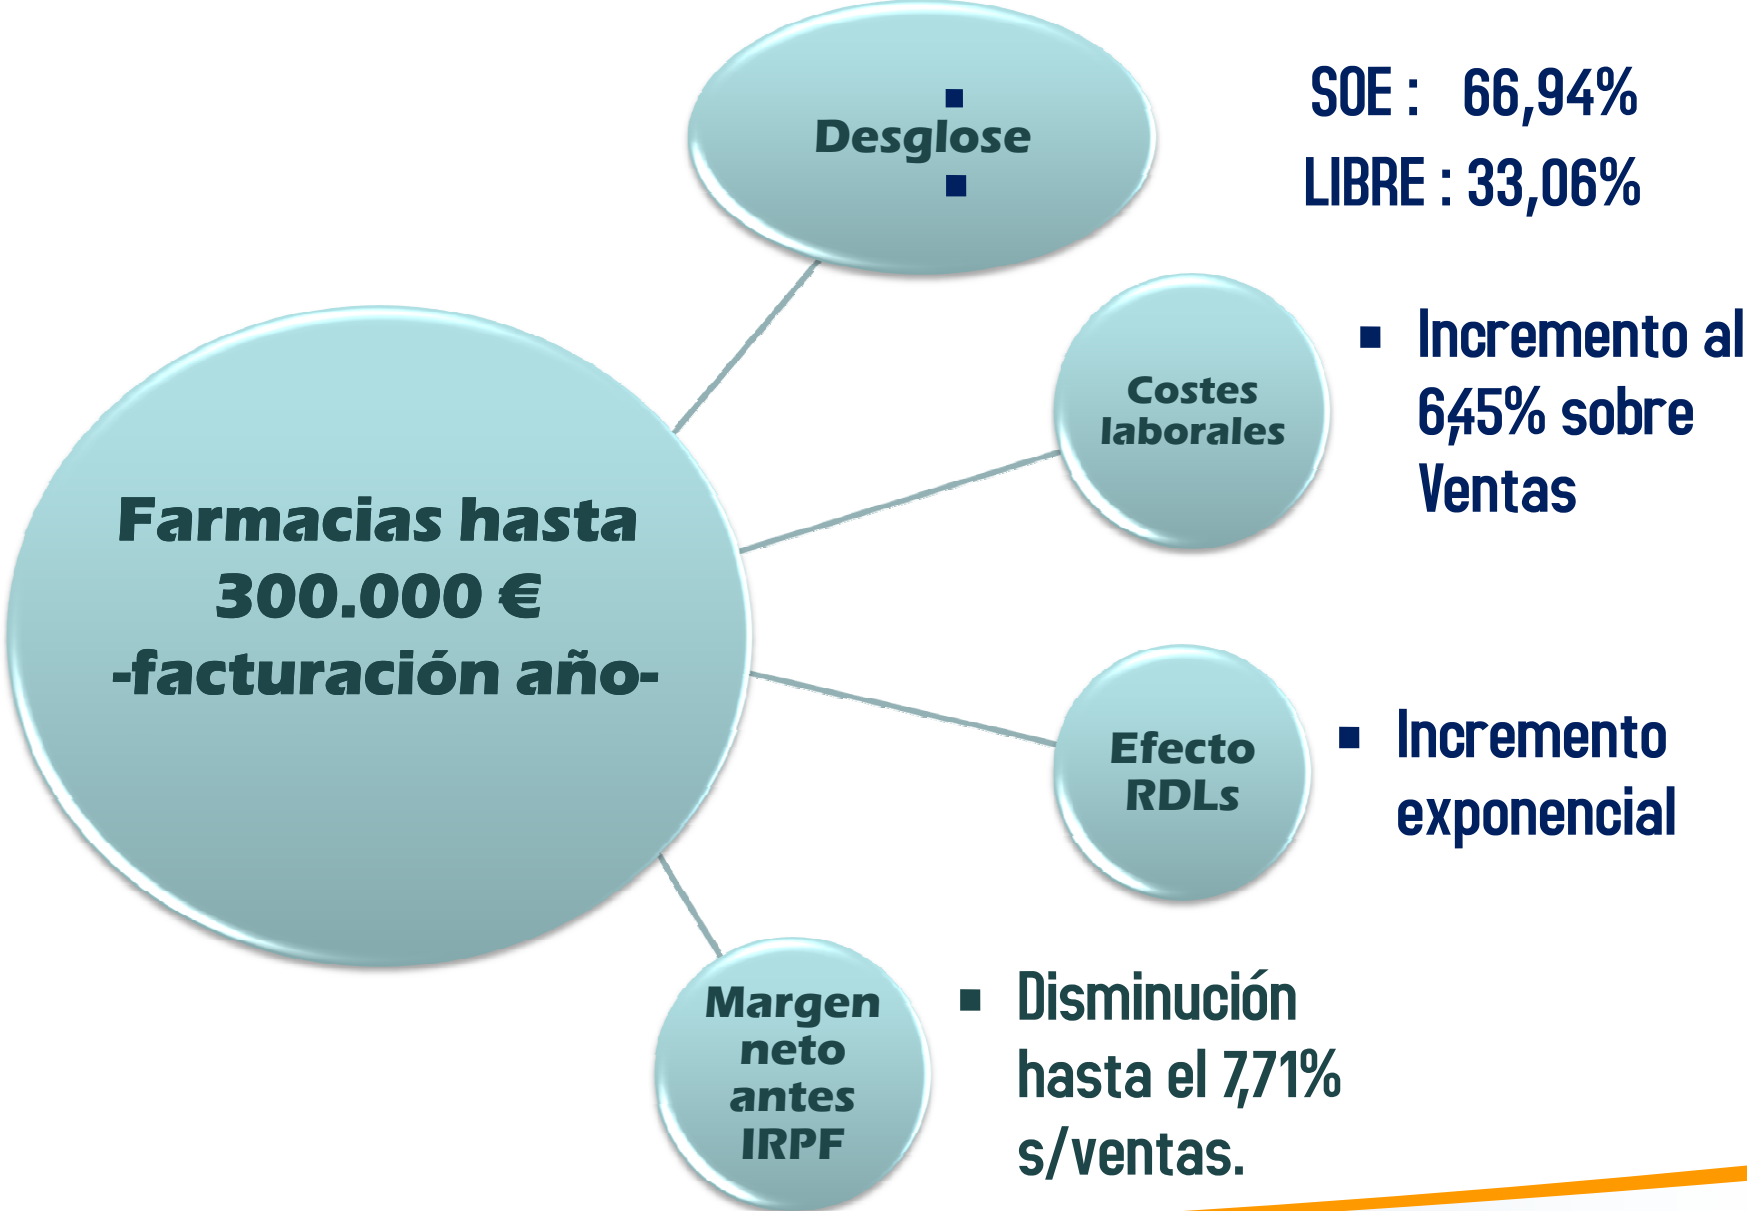 Desglose
SOE : 66,94%
LIBRE : 33,06%
Costes
laborales
Incremento al
6,45% sobre
Ventas
Farmacias hasta
300.000 €
-facturación año-
Efecto
RDLs
Incremento
exponencial
Margen
neto
antes
IRPF
Disminución
hasta el 7,71%
s/ventas.